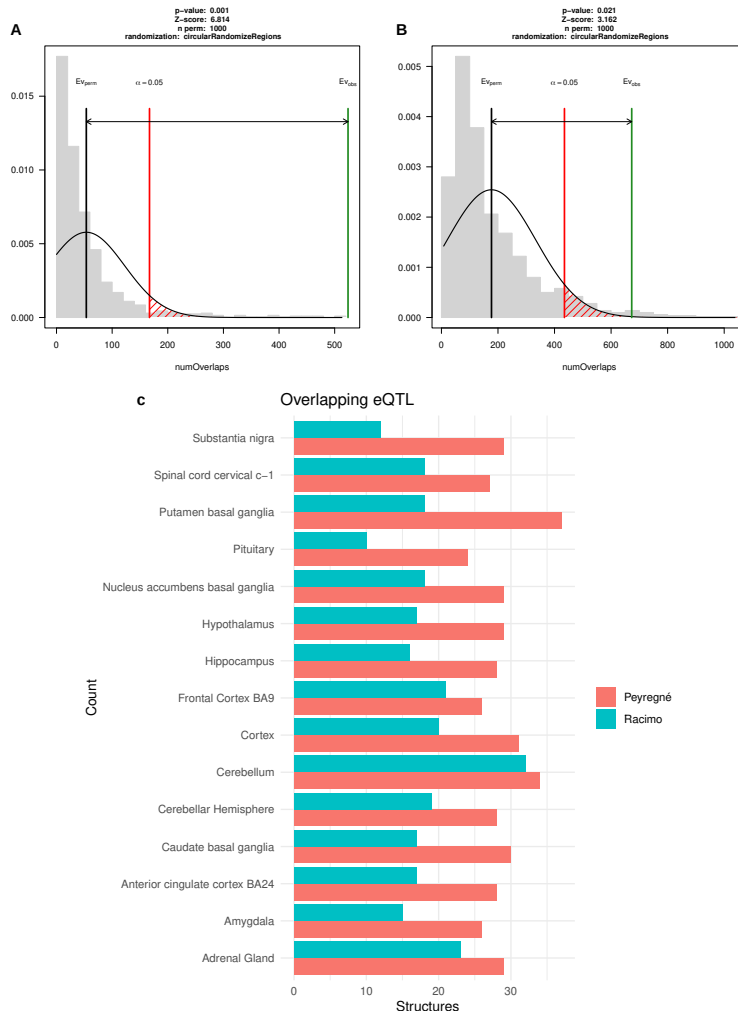 p-value: 0.001
Z-score: 6.814
n perm: 1000
randomization: circularRandomizeRegions
A
Ev_perm
α = 0.05
Ev_obs
0.015
0.010
0.005
0.000
0
100
200
300
400
500
numOverlaps
p-value: 0.021
Z-score: 3.162
n perm: 1000
randomization: circularRandomizeRegions
B
Ev_perm
α = 0.05
Ev_obs
0.005
0.004
0.003
0.002
0.001
0.000
0
200
400
600
800
1000
numOverlaps
c
Overlapping eQTL
Substantia nigra
Spinal cord cervical c−1
Putamen basal ganglia
Pituitary
Nucleus accumbens basal ganglia
Hypothalamus
Hippocampus
Frontal Cortex BA9
Cortex
Cerebellum
Cerebellar Hemisphere
Caudate basal ganglia
Anterior cingulate cortex BA24
Amygdala
Adrenal Gland
Count
0
10
20
30
Structures
Peyregné
Racimo